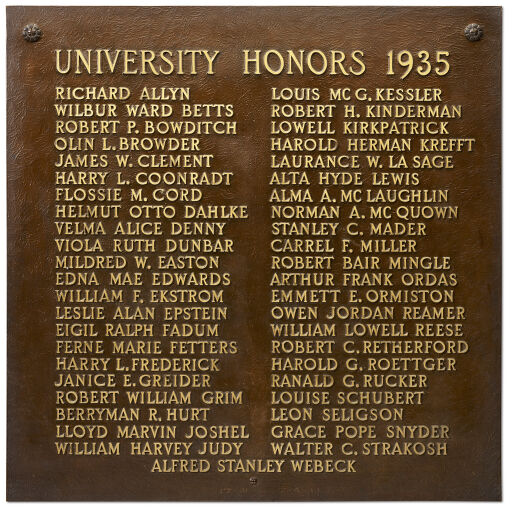 UNIVERSITY HONORS 1935
RICHARD ALLYN
WILBUR WARD BETTS
ROBERT P. BOWDITCH
OLIN L. BROWDER
JAMES W. CLEMENT
HARRY L. COONRADT
FLOSSIE M. CORD
HELMUT OTTO DAHLKE
VELMA ALICE DENNY
VIOLA RUTH DUNBAR
MILDRED W. EASTON
EDNA MAE EDWARDS
WILLIAM F. EKSTROM
LESLIE ALAN EPSTEIN
EIGIL RALPH FADUM
FERNE MARIE FETTERS
HARRY L. FREDERICK
JANICE E. GREIDER
ROBERT WILLIAM GRIM
BERRYMAN R. HURT
LLOYD MARVIN JOSHEL
WILLIAM HARVEY JUDY
LOUIS MC G. KESSLER
ROBERT H. KINDERMAN
LOWELL KIRKPATRICK
HAROLD HERMAN KREFFT
LAURANCE W. LA SAGE
ALTA HYDE LEWIS
ALMA A. MC LAUGHLIN
NORMAN A. MC QUOWN
STANLEY C. MADER
CARREL F. MILLER
ROBERT BAIR MINGLE
ARTHUR FRANK ORDAS
EMMETT E. ORMISTON
OWEN JORDAN REAMER
WILLIAM LOWELL REESE
ROBERT C. RETHERFORD
HAROLD G. ROETTGER
RANALD G. RUCKER
LOUISE SCHUBERT
LEON SELIGSON
GRACE POPE SNYDER
WALTER C. STRAKOSH
ALFRED STANLEY WEBECK